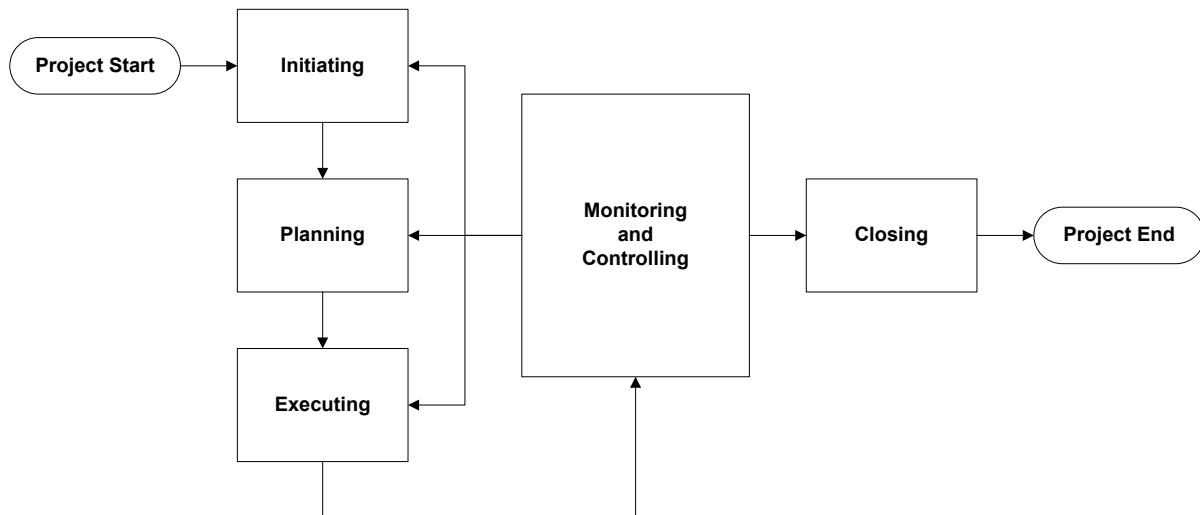 Project Start
Initiating
Planning
Executing
Monitoring
and
Controlling
Closing
Project End